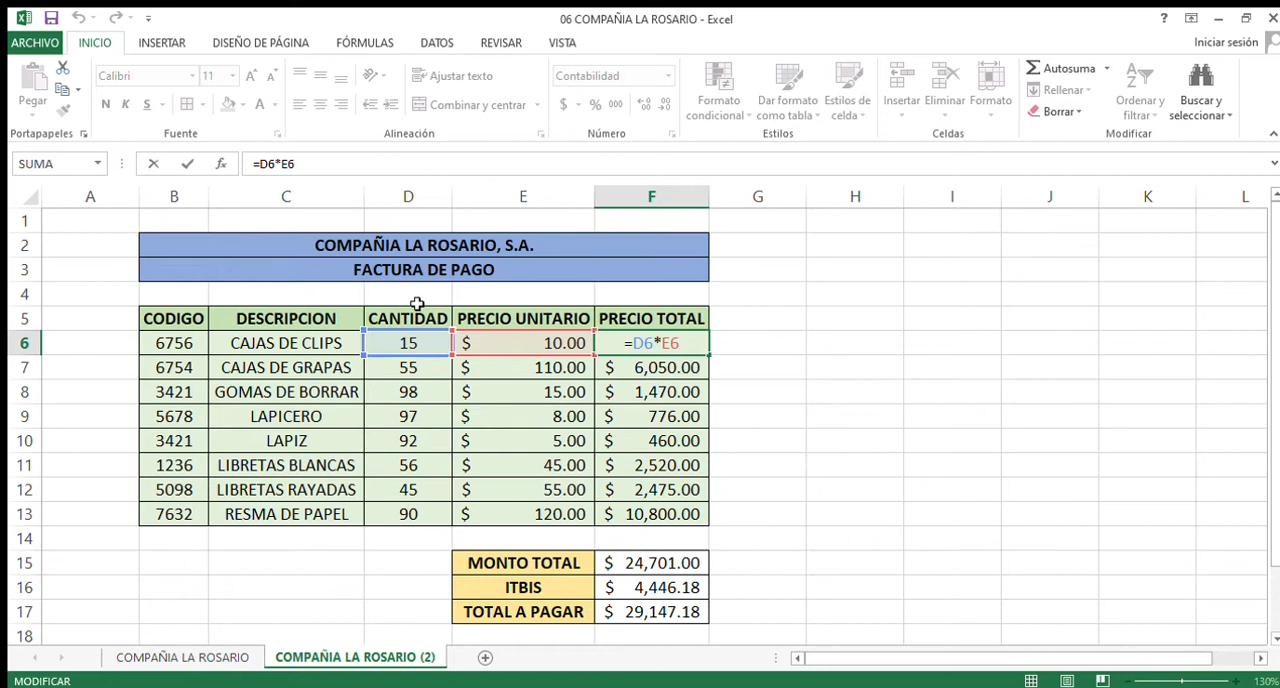 06 COMPAÑIA LA ROSARIO - Excel
ARCHIVO INICIO INSERTAR DISEÑO DE PÁGINA FÓRMULAS DATOS REVISAR VISTA Iniciar sesión
Pegar
Portapapeles
Calibri 11
N K S
Fuente
Ajustar texto
Combinar y centrar
Alineación
Contabilidad
$ % 000
Número
Formato condicional
Dar formato como tabla
Estilos de celda
Estilos
Insertar Eliminar Formato
Celdas
Autosuma
Rellenar
Borrar
Ordenar y filtrar
Buscar y seleccionar
Modificar
SUMA fx =D6*E6
A B C D E F G H I J K L
1
2 COMPAÑIA LA ROSARIO, S.A.
3 FACTURA DE PAGO
4
5 CODIGO DESCRIPCION CANTIDAD PRECIO UNITARIO PRECIO TOTAL
6 6756 CAJAS DE CLIPS 15 $ 10.00 =D6*E6
7 6754 CAJAS DE GRAPAS 55 $ 110.00 $ 6,050.00
8 3421 GOMAS DE BORRAR 98 $ 15.00 $ 1,470.00
9 5678 LAPICERO 97 $ 8.00 $ 776.00
10 3421 LAPIZ 92 $ 5.00 $ 460.00
11 1236 LIBRETAS BLANCAS 56 $ 45.00 $ 2,520.00
12 5098 LIBRETAS RAYADAS 45 $ 55.00 $ 2,475.00
13 7632 RESMA DE PAPEL 90 $ 120.00 $ 10,800.00
14
15 MONTO TOTAL $ 24,701.00
16 ITBIS $ 4,446.18
17 TOTAL A PAGAR $ 29,147.18
18
COMPAÑIA LA ROSARIO COMPAÑIA LA ROSARIO (2)
MODIFICAR 130%